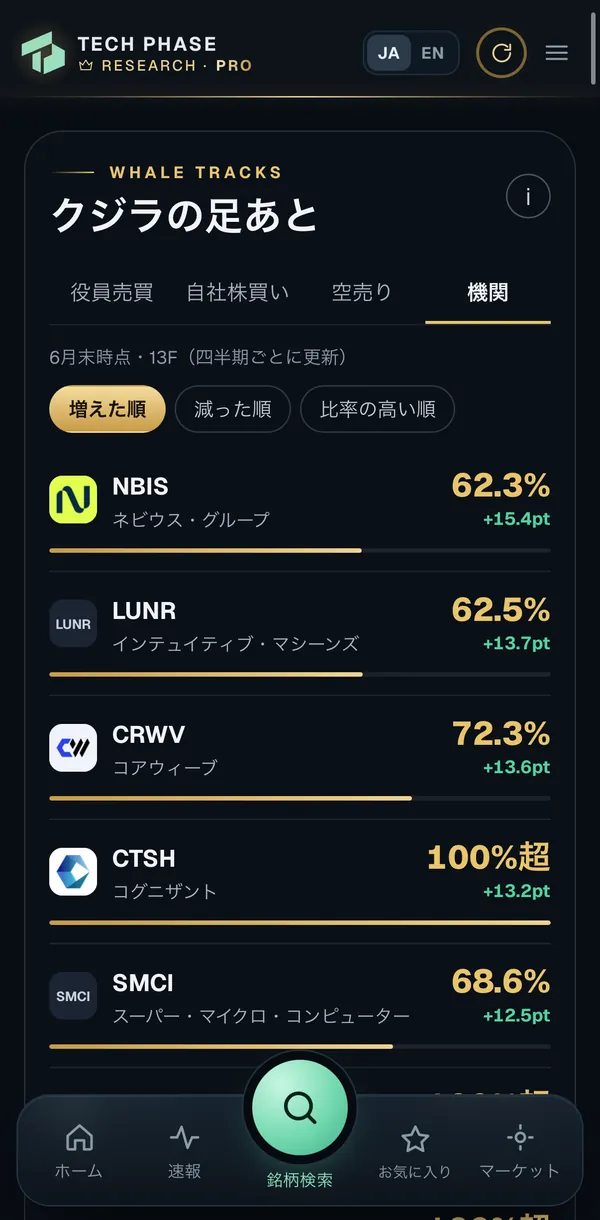 TECH PHASE
RESEARCH · PRO
JA EN
WHALE TRACKS
クジラの足あと
i
役員売買 自社株買い 空売り 機関
6月末時点・13F（四半期ごとに更新）
増えた順 減った順 比率の高い順
NBIS 62.3%
ネビウス・グループ +15.4pt
LUNR
LUNR 62.5%
インテュイティブ・マシーンズ +13.7pt
CRWV 72.3%
コアウィーブ +13.6pt
CTSH 100%超
コグニザント +13.2pt
SMCI
SMCI 68.6%
スーパー・マイクロ・コンピューター +12.5pt
ホーム 速報 銘柄検索 お気に入り マーケット